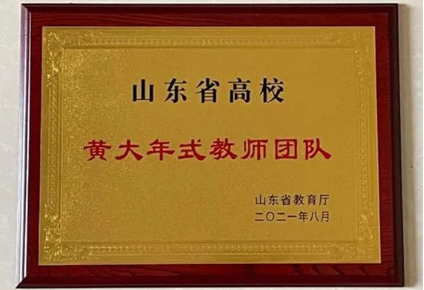 山东省高校
黄大年式教师团队
山东省教育厅
二〇二一年八月